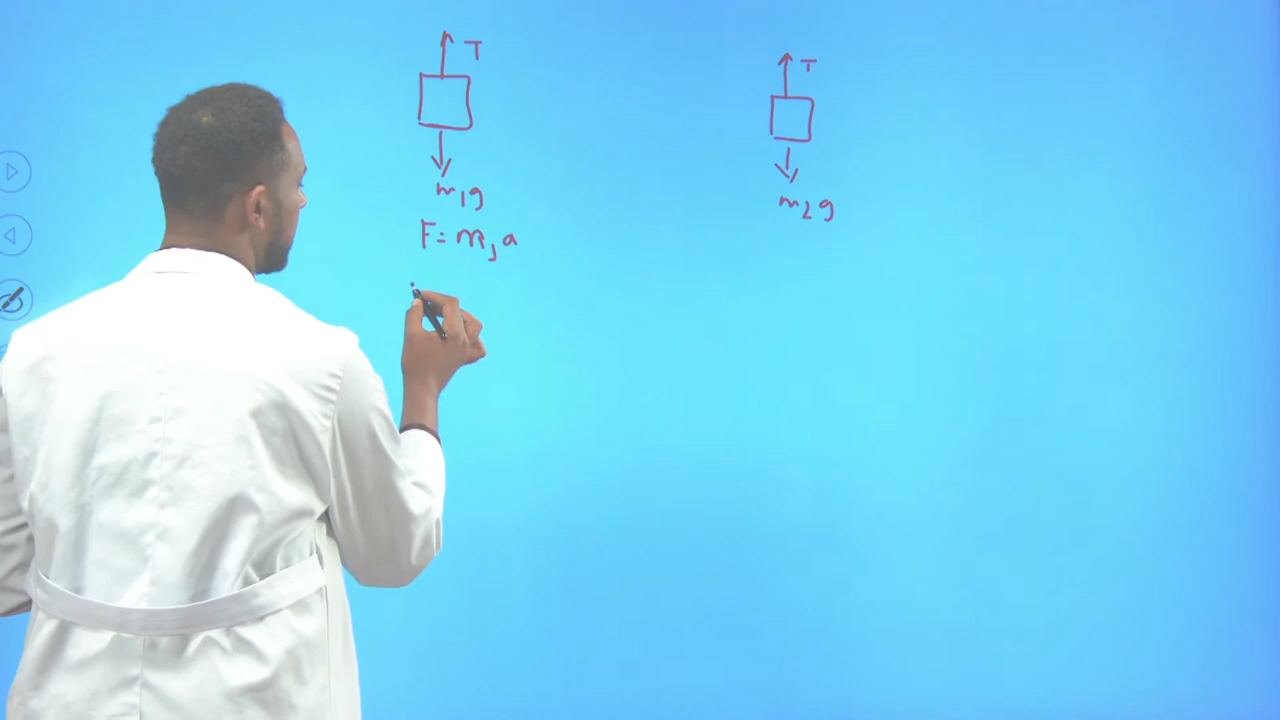 T
m₁g
F = m₁a
T
m₂g